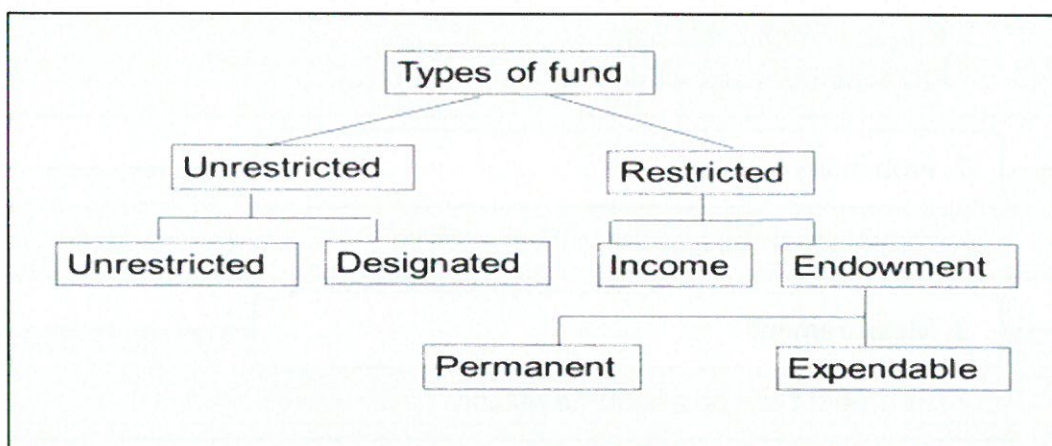 Types of fund
Unrestricted
Restricted
Unrestricted
Designated
Income
Endowment
Permanent
Expendable